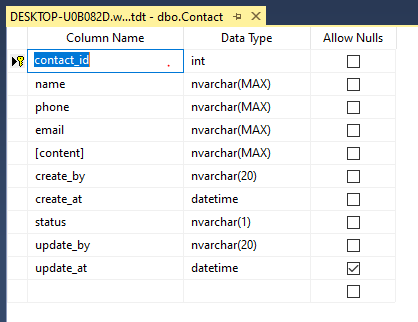 DESKTOP-U0B082D.w...tdt - dbo.Contact
Column Name Data Type Allow Nulls
contact_id int
name nvarchar(MAX)
phone nvarchar(MAX)
email nvarchar(MAX)
[content] nvarchar(MAX)
create_by nvarchar(20)
create_at datetime
status nvarchar(1)
update_by nvarchar(20)
update_at datetime